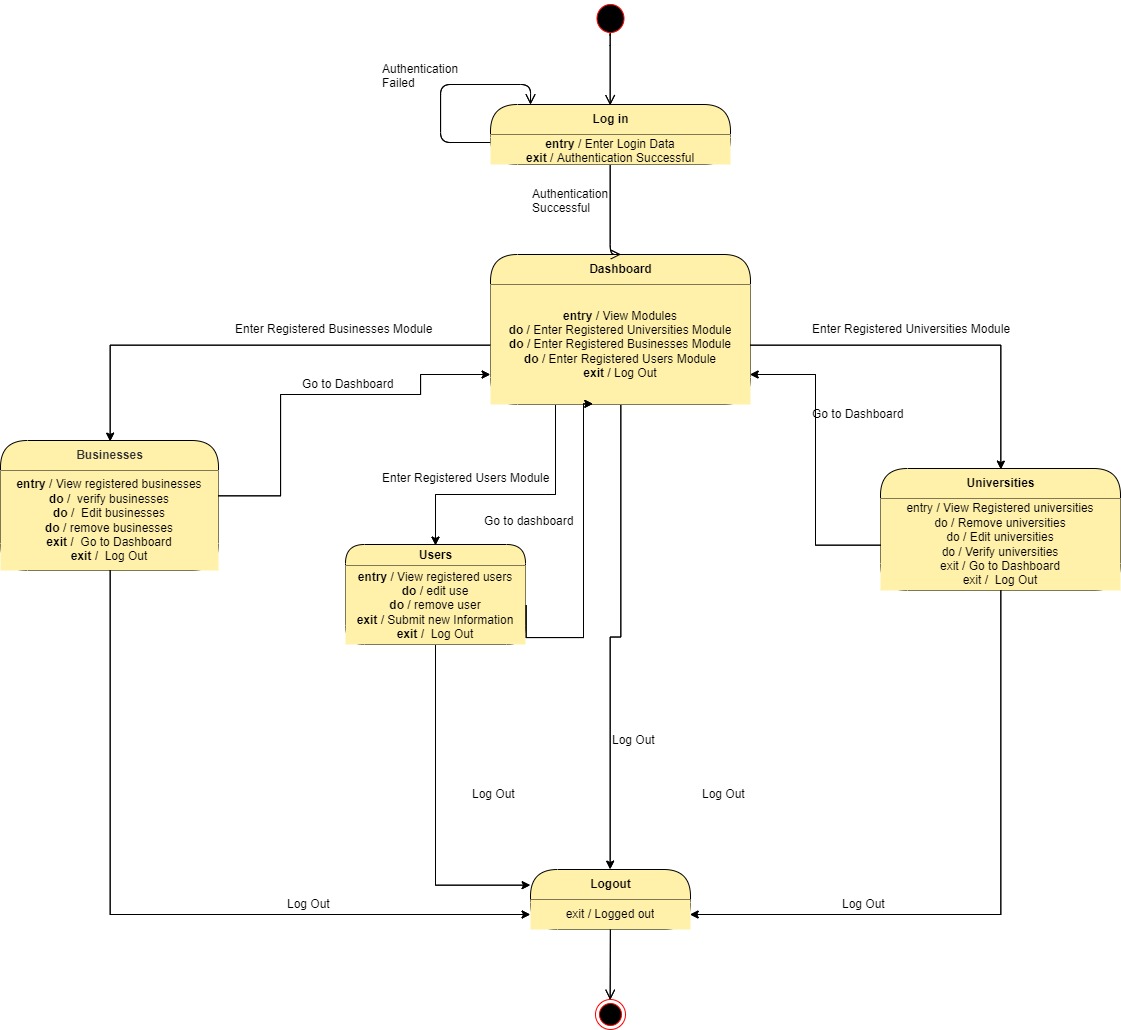 Authentication
Failed
Log in
entry / Enter Login Data
exit / Authentication Successful
Authentication
Successful
Dashboard
entry / View Modules
do / Enter Registered Universities Module
do / Enter Registered Businesses Module
do / Enter Registered Users Module
exit / Log Out
Enter Registered Businesses Module
Enter Registered Universities Module
Go to Dashboard
Go to Dashboard
Businesses
entry / View registered businesses
do /  verify businesses
do /  Edit businesses
do / remove businesses
exit /  Go to Dashboard
exit /  Log Out
Enter Registered Users Module
Go to dashboard
Universities
entry / View Registered universities
do / Remove universities
do / Edit universities
do / Verify universities
exit / Go to Dashboard
exit /  Log Out
Users
entry / View registered users
do / edit use
do / remove user
exit / Submit new Information
exit /  Log Out
Log Out
Log Out
Log Out
Logout
exit / Logged out
Log Out
Log Out